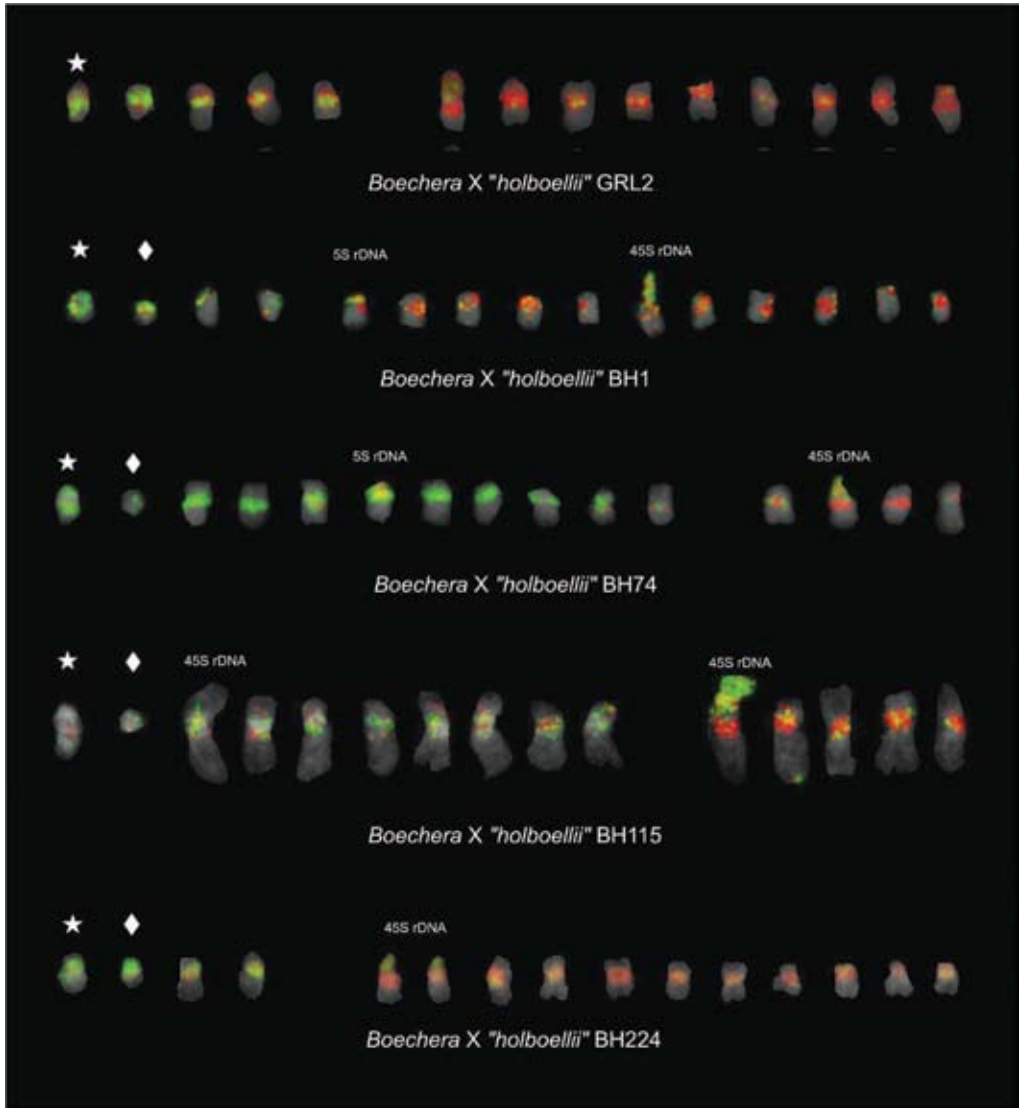 Boechera X "holboellii" GRL2
5S rDNA 45S rDNA
Boechera X "holboellii" BH1
5S rDNA 45S rDNA
Boechera X "holboellii" BH74
45S rDNA 45S rDNA
Boechera X "holboellii" BH115
45S rDNA
Boechera X "holboellii" BH224